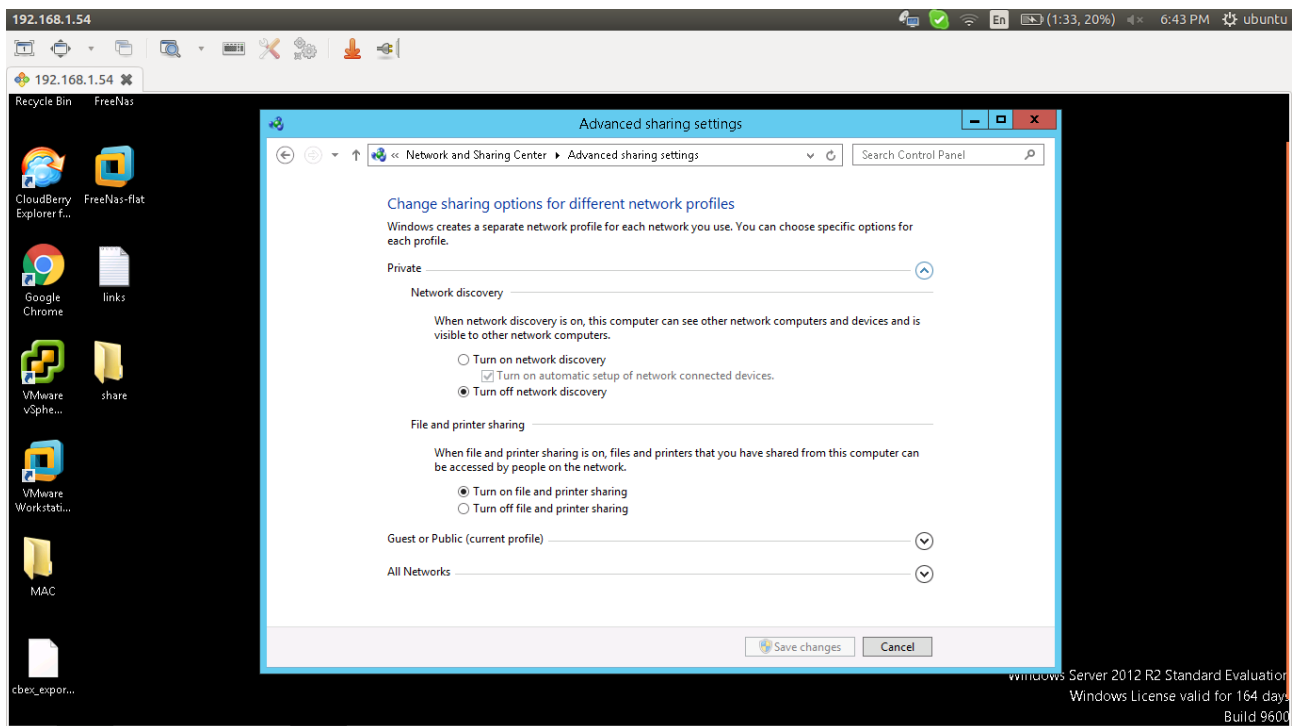 192.168.1.54
En
(1:33, 20%)
6:43 PM
ubuntu
192.168.1.54
Recycle Bin
FreeNas
CloudBerry
Explorer f...
FreeNas-flat
Google
Chrome
links
VMware
vSphe...
share
VMware
Workstati...
MAC
cbex_expor...
Advanced sharing settings
« Network and Sharing Center
Advanced sharing settings
Search Control Panel
Change sharing options for different network profiles
Windows creates a separate network profile for each network you use. You can choose specific options for
each profile.
Private
Network discovery
When network discovery is on, this computer can see other network computers and devices and is
visible to other network computers.
Turn on network discovery
Turn on automatic setup of network connected devices.
Turn off network discovery
File and printer sharing
When file and printer sharing is on, files and printers that you have shared from this computer can
be accessed by people on the network.
Turn on file and printer sharing
Turn off file and printer sharing
Guest or Public (current profile)
All Networks
Save changes
Cancel
Windows Server 2012 R2 Standard Evaluation
Windows License valid for 164 days
Build 9600